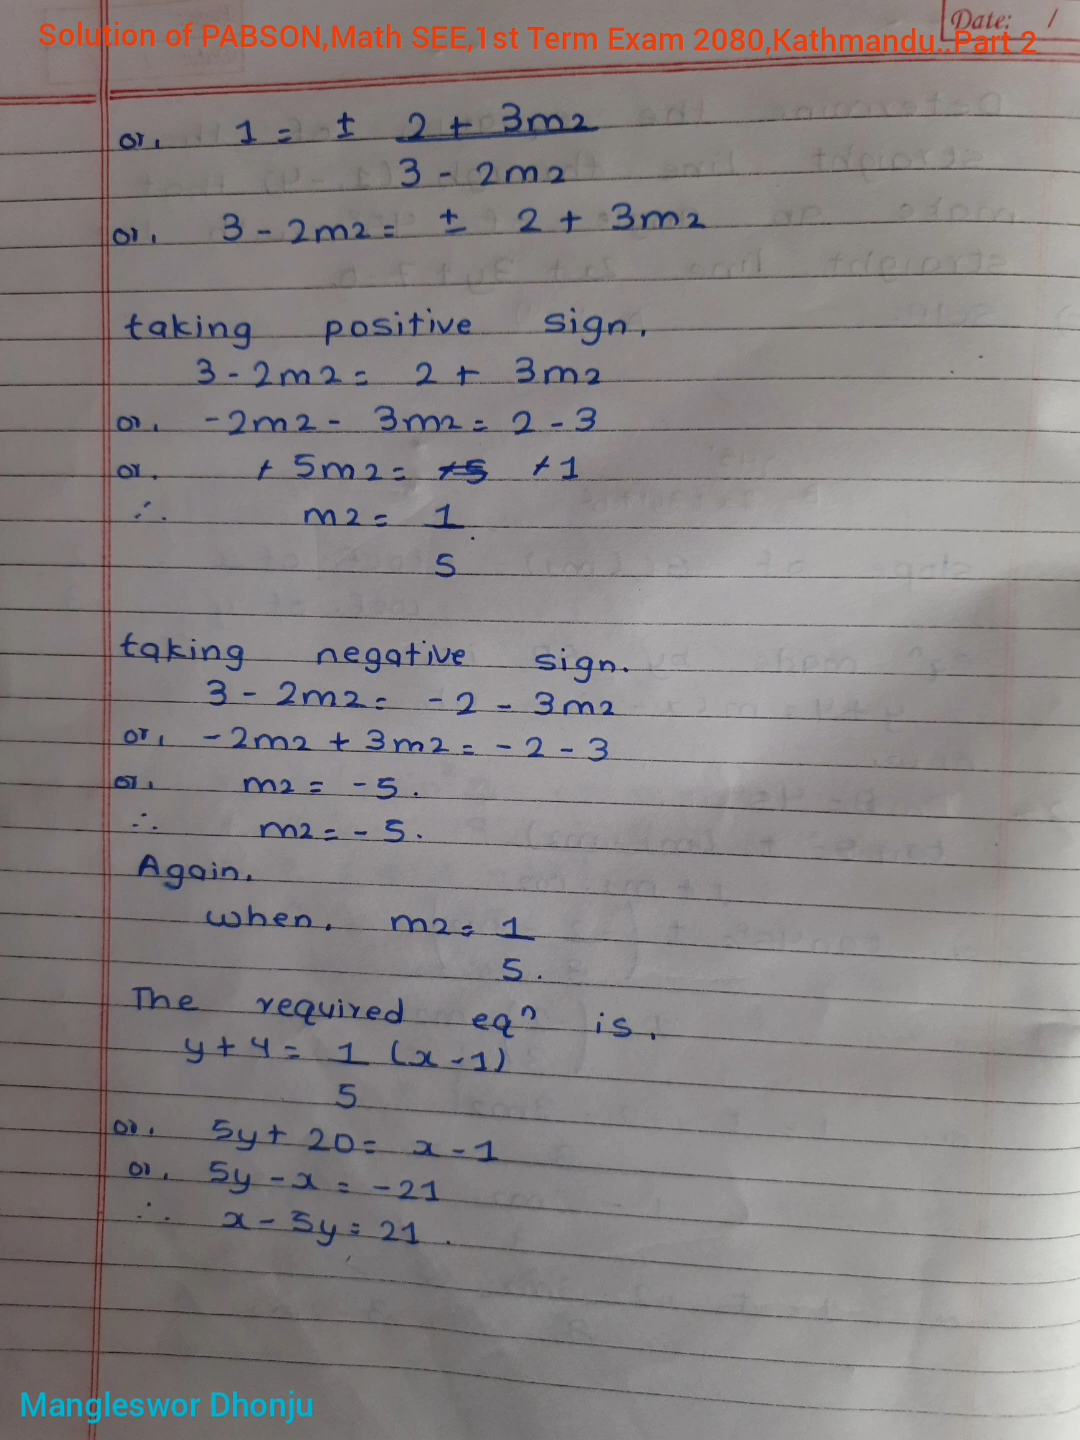 Date: /
Solution of PABSON,Math SEE,1st Term Exam 2080,Kathmandu..Part 2
or, 1 = ± 2 + 3m2
3 - 2m2
or, 3 - 2m2 = ± 2 + 3m2
taking positive sign,
3 - 2m2 = 2 + 3m2
or, -2m2 - 3m2 = 2 - 3
or. + 5m2 = +5 +1
∴ m2 = 1
5
taking negative sign.
3 - 2m2 = - 2 - 3m2
or, - 2m2 + 3m2 = - 2 - 3
or, m2 = -5.
∴ m2 = - 5.
Again,
when, m2 = 1
5.
The required eqⁿ is,
y + 4 = 1 (x - 1)
5
or, 5y + 20 = x - 1
or, 5y - x = -21
∴ x - 5y = 21.
Mangleswor Dhonju